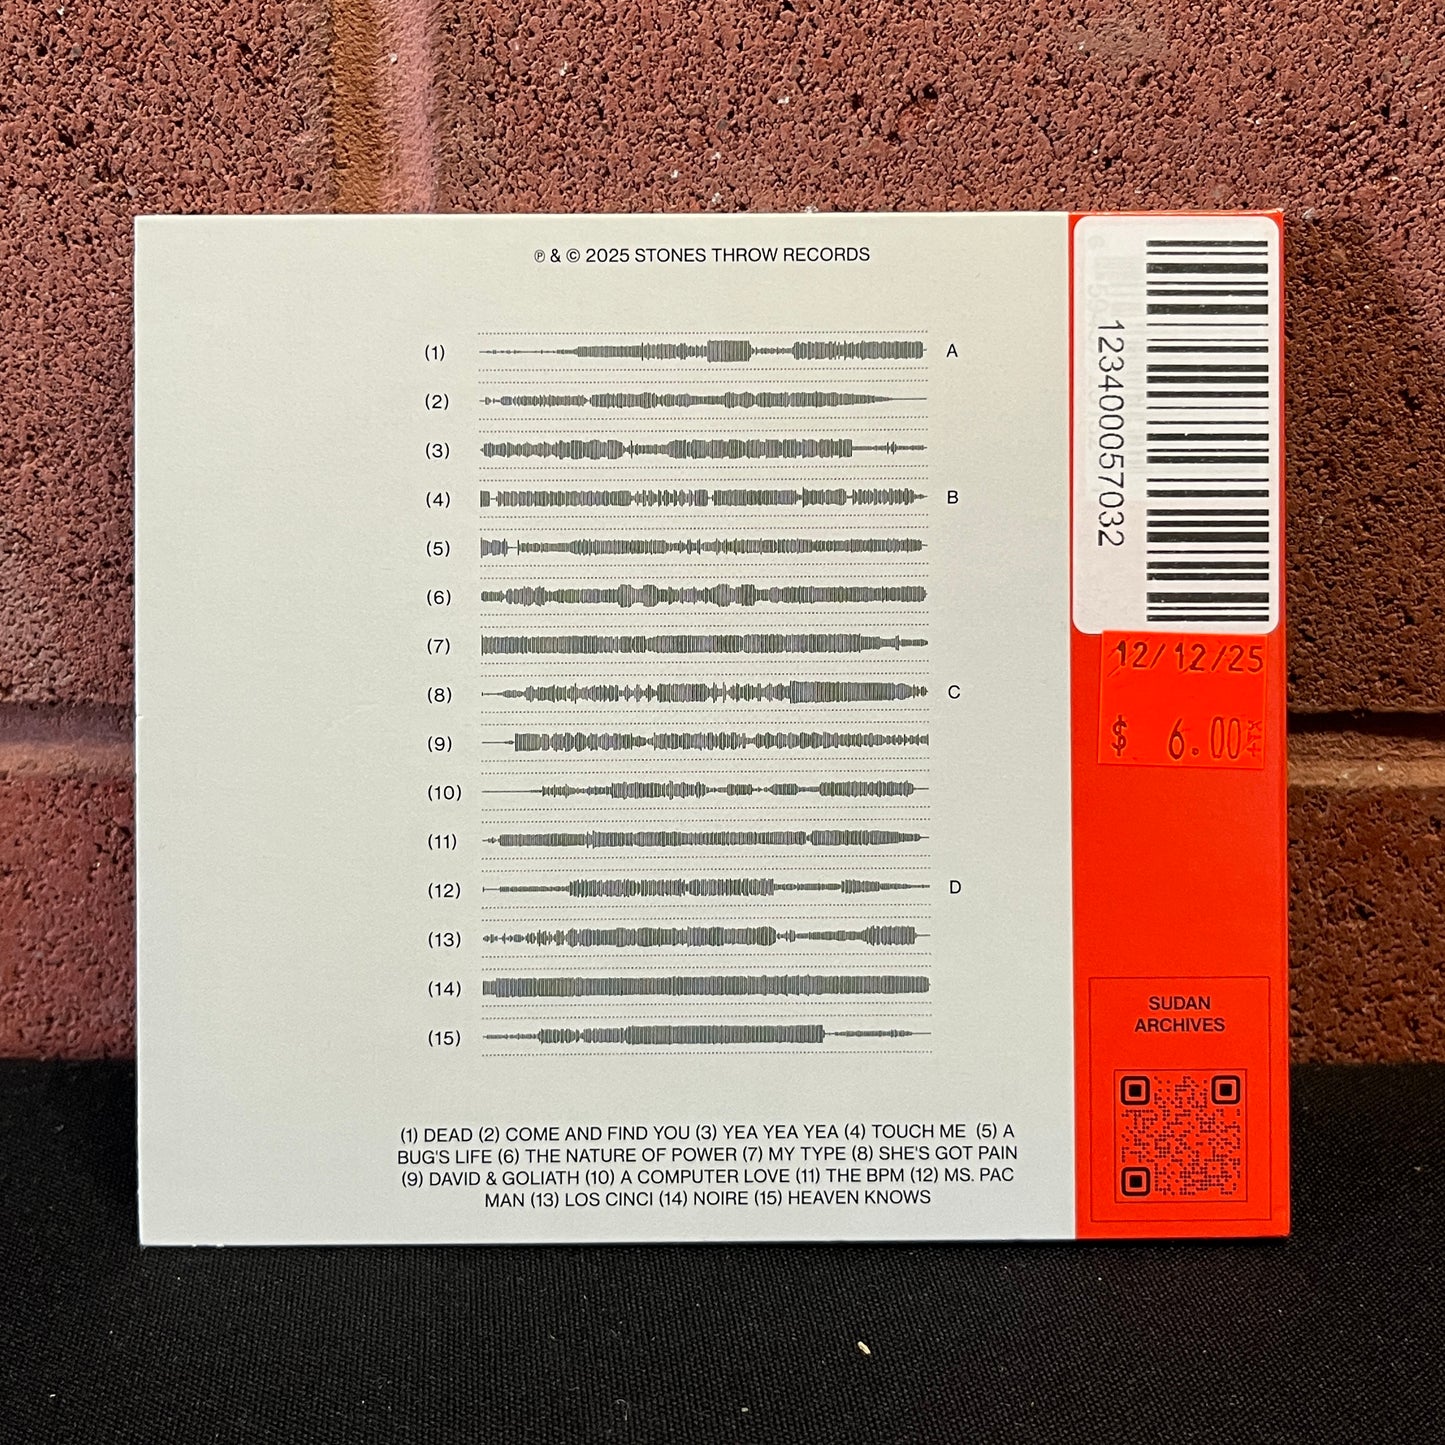 ℗ & © 2025 STONES THROW RECORDS
(1) A
(2)
(3)
(4) B
(5)
(6)
(7)
(8) C
(9)
(10)
(11)
(12) D
(13)
(14)
(15)
(1) DEAD (2) COME AND FIND YOU (3) YEA YEA YEA (4) TOUCH ME (5) A
BUG'S LIFE (6) THE NATURE OF POWER (7) MY TYPE (8) SHE'S GOT PAIN
(9) DAVID & GOLIATH (10) A COMPUTER LOVE (11) THE BPM (12) MS. PAC
MAN (13) LOS CINCI (14) NOIRE (15) HEAVEN KNOWS
123400057032
12/12/25
$ 6.00 +TX
SUDAN
ARCHIVES